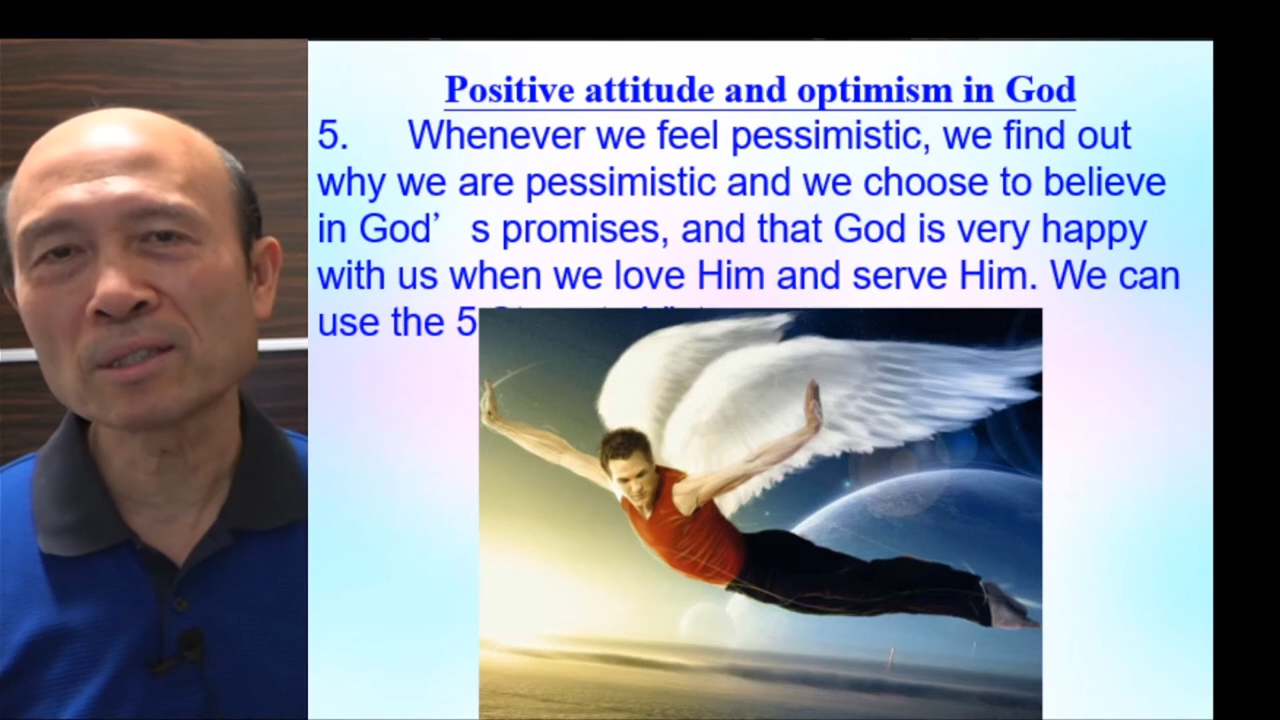 Positive attitude and optimism in God
5. Whenever we feel pessimistic, we find out
why we are pessimistic and we choose to believe
in God’ s promises, and that God is very happy
with us when we love Him and serve Him. We can
use the 5